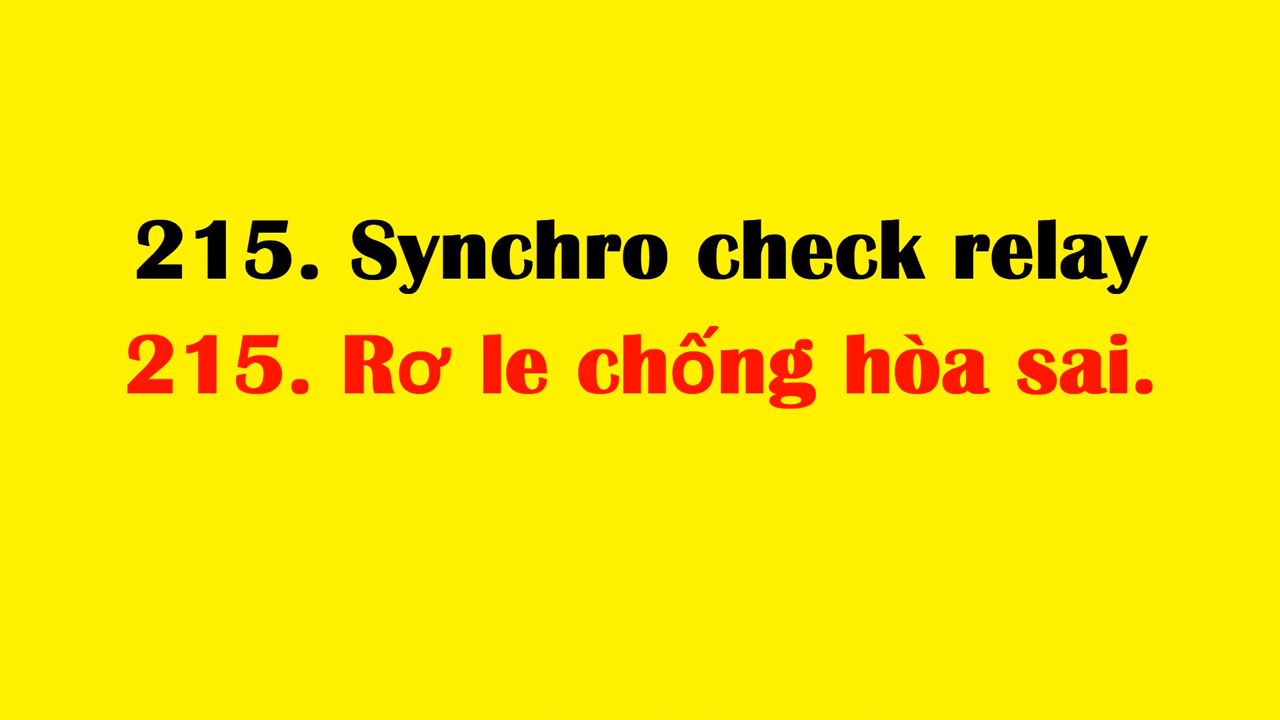 215. Synchro check relay
215. Rơ le chống hòa sai.